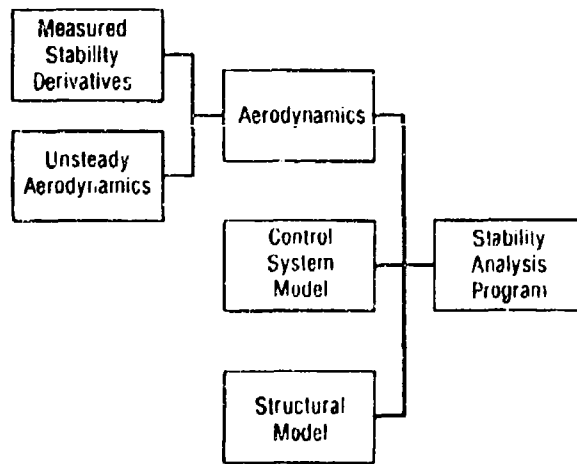 Measured
Stability
Derivatives
Unsteady
Aerodynamics
Aerodynamics
Control
System
Model
Structural
Model
Stability
Analysis
Program